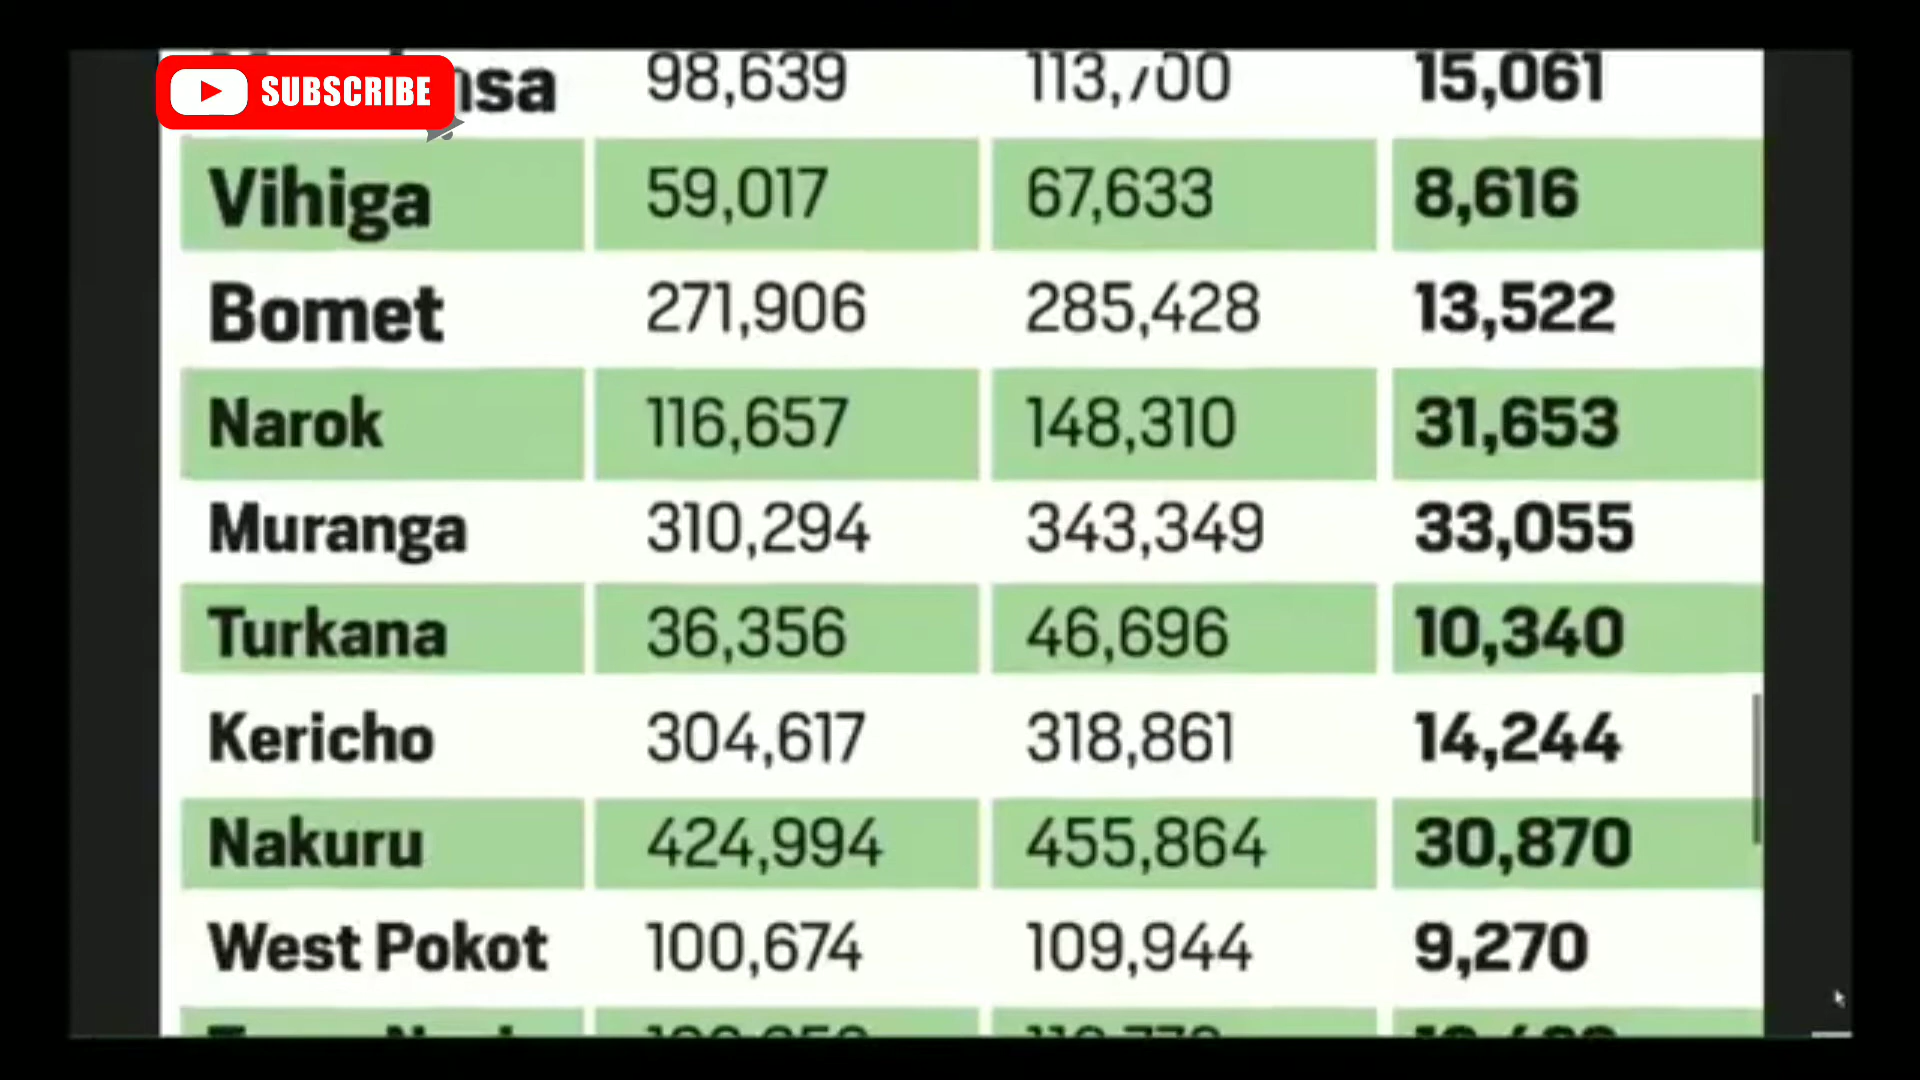 SUBSCRIBE
98,639 113,700 15,061
Vihiga 59,017 67,633 8,616
Bomet 271,906 285,428 13,522
Narok 116,657 148,310 31,653
Muranga 310,294 343,349 33,055
Turkana 36,356 46,696 10,340
Kericho 304,617 318,861 14,244
Nakuru 424,994 455,864 30,870
West Pokot 100,674 109,944 9,270